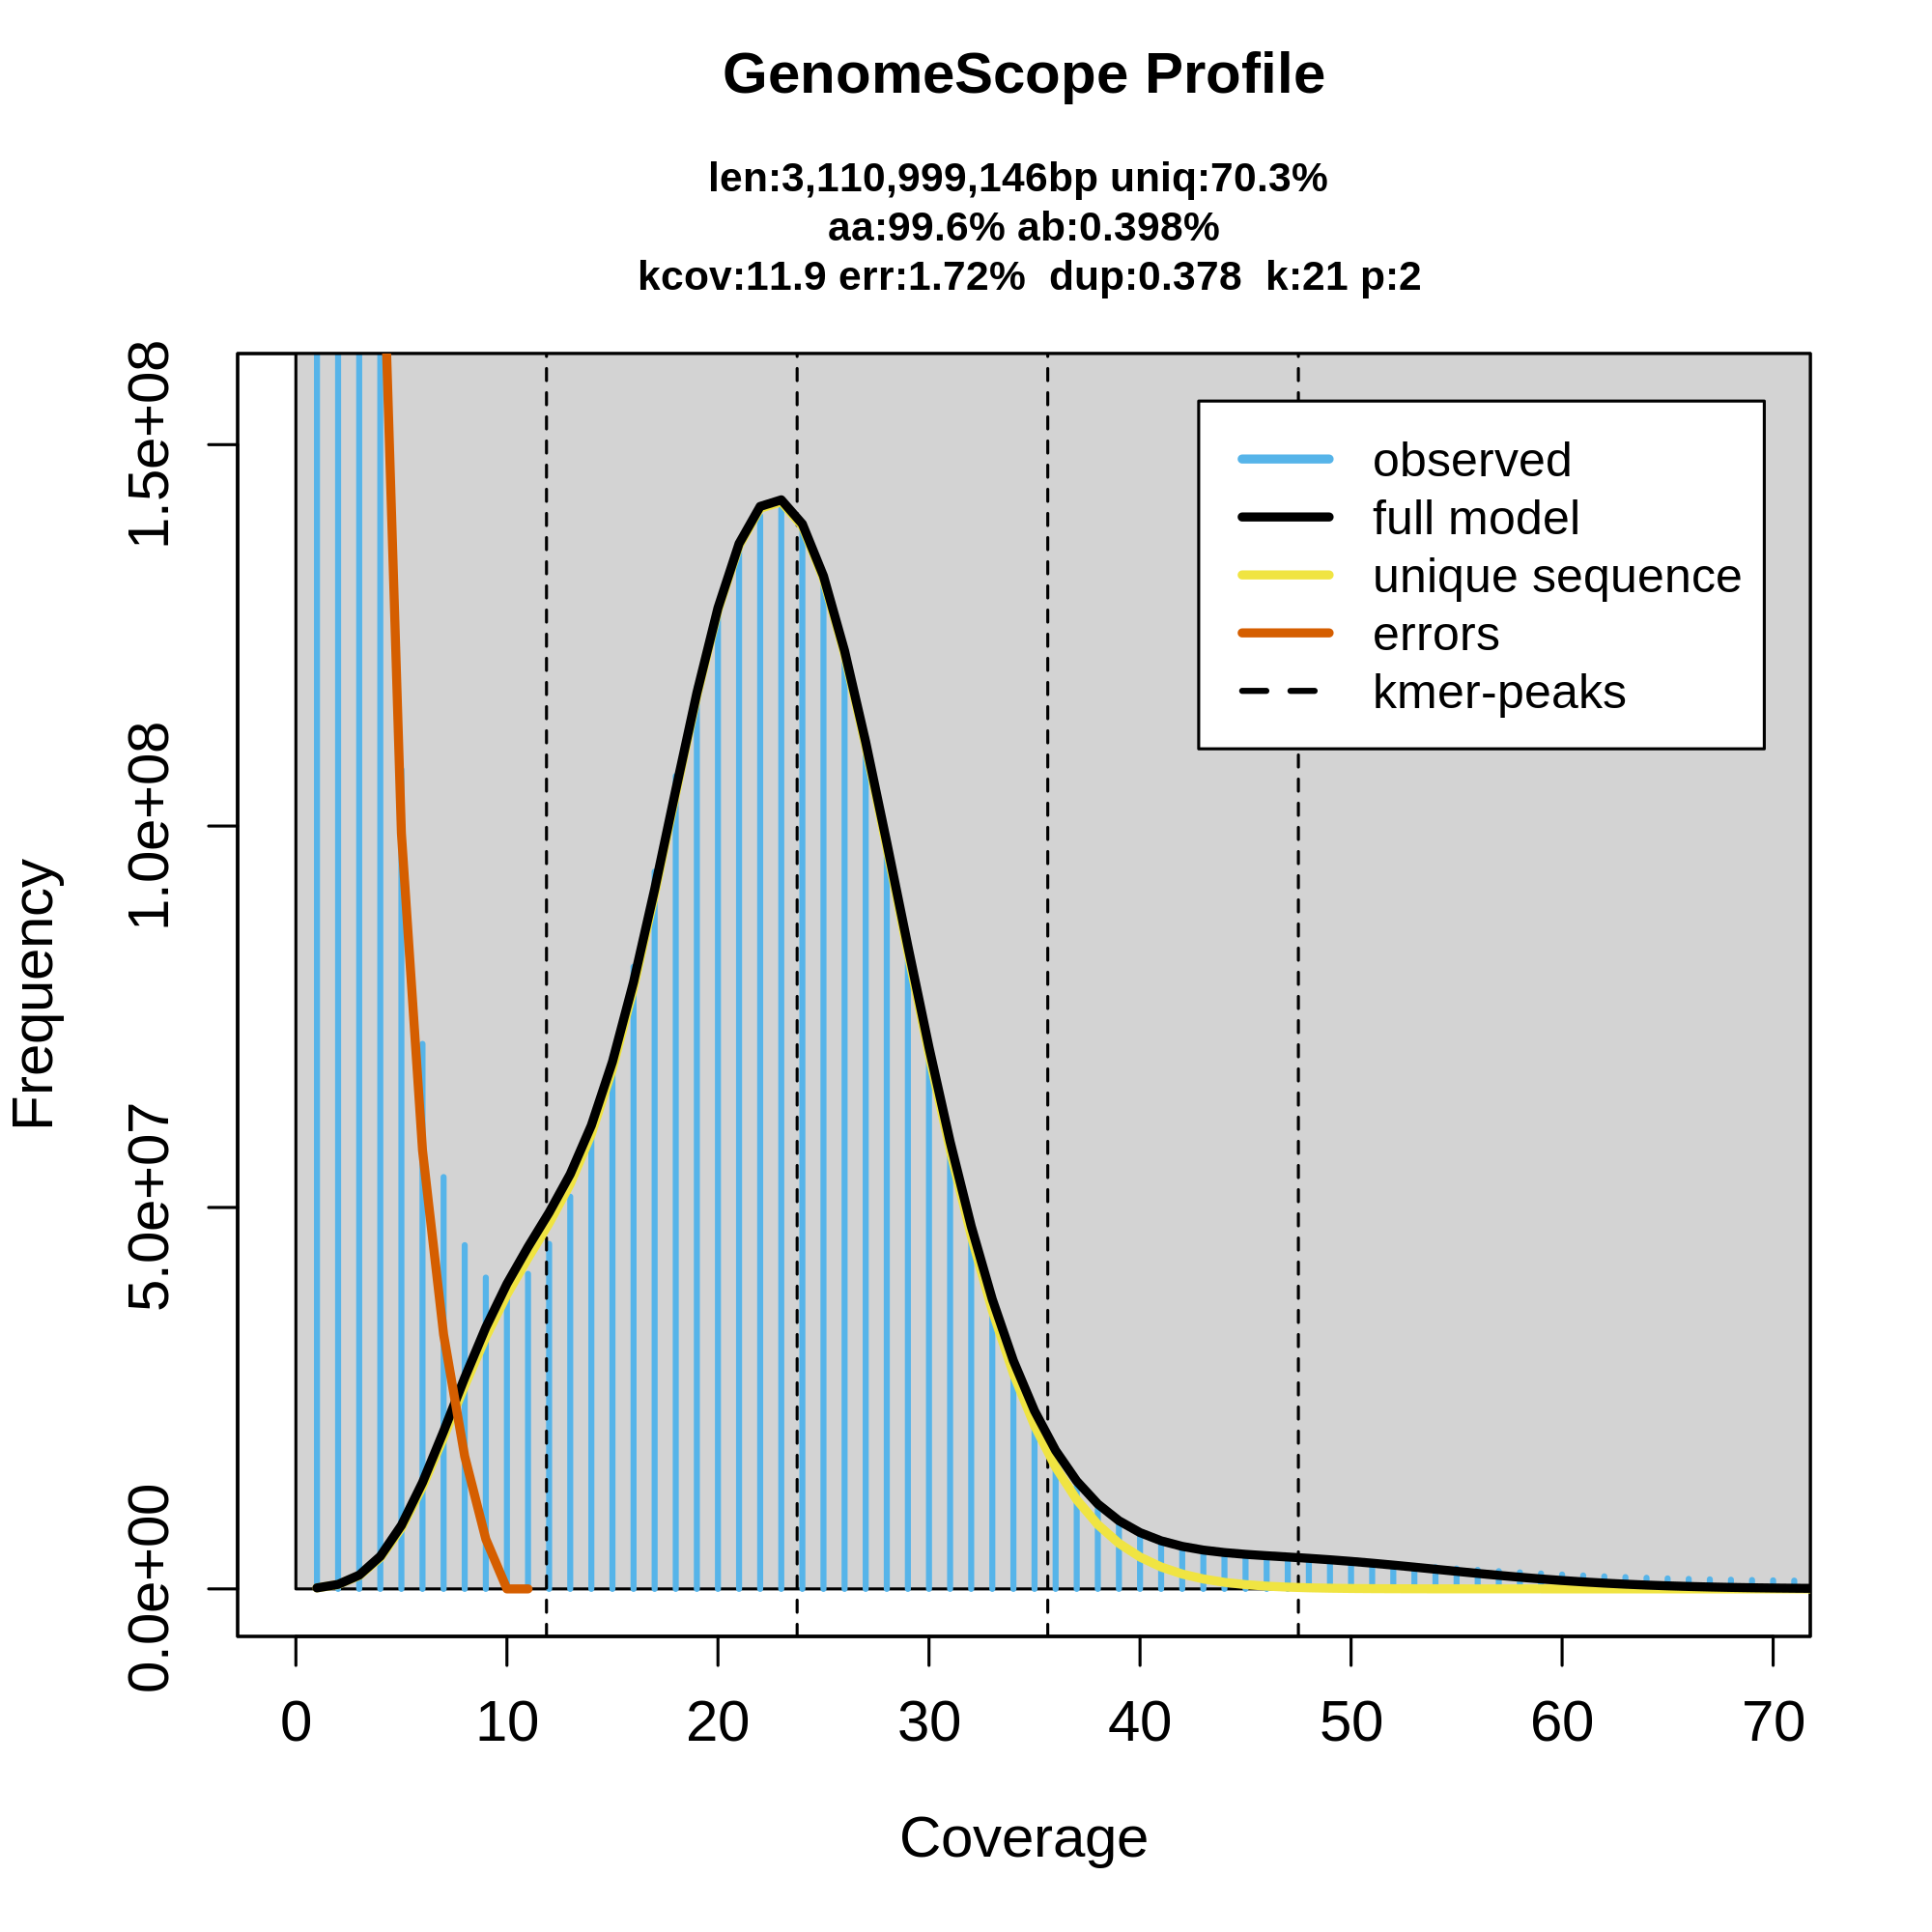 GenomeScope Profile
len:3,110,999,146bp uniq:70.3%
aa:99.6% ab:0.398%
kcov:11.9 err:1.72%  dup:0.378  k:21 p:2
observed
full model
unique sequence
errors
kmer-peaks
Frequency
1.5e+08
1.0e+08
5.0e+07
0.0e+00
0 10 20 30 40 50 60 70
Coverage